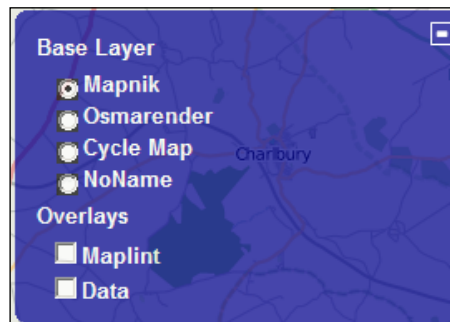 Base Layer
Mapnik
Osmarender
Cycle Map
Charlbury
NoName
Overlays
Maplint
Data